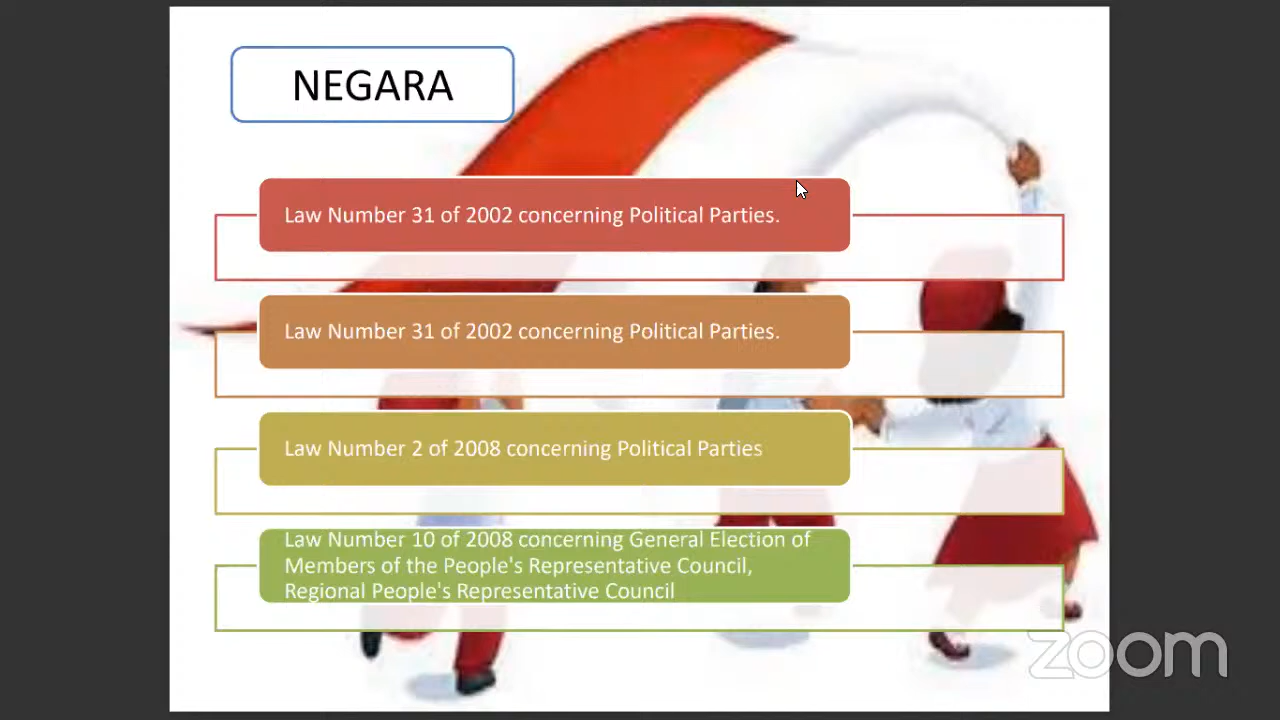 NEGARA
Law Number 31 of 2002 concerning Political Parties.
Law Number 31 of 2002 concerning Political Parties.
Law Number 2 of 2008 concerning Political Parties
Law Number 10 of 2008 concerning General Election of
Members of the People's Representative Council,
Regional People's Representative Council
zoom